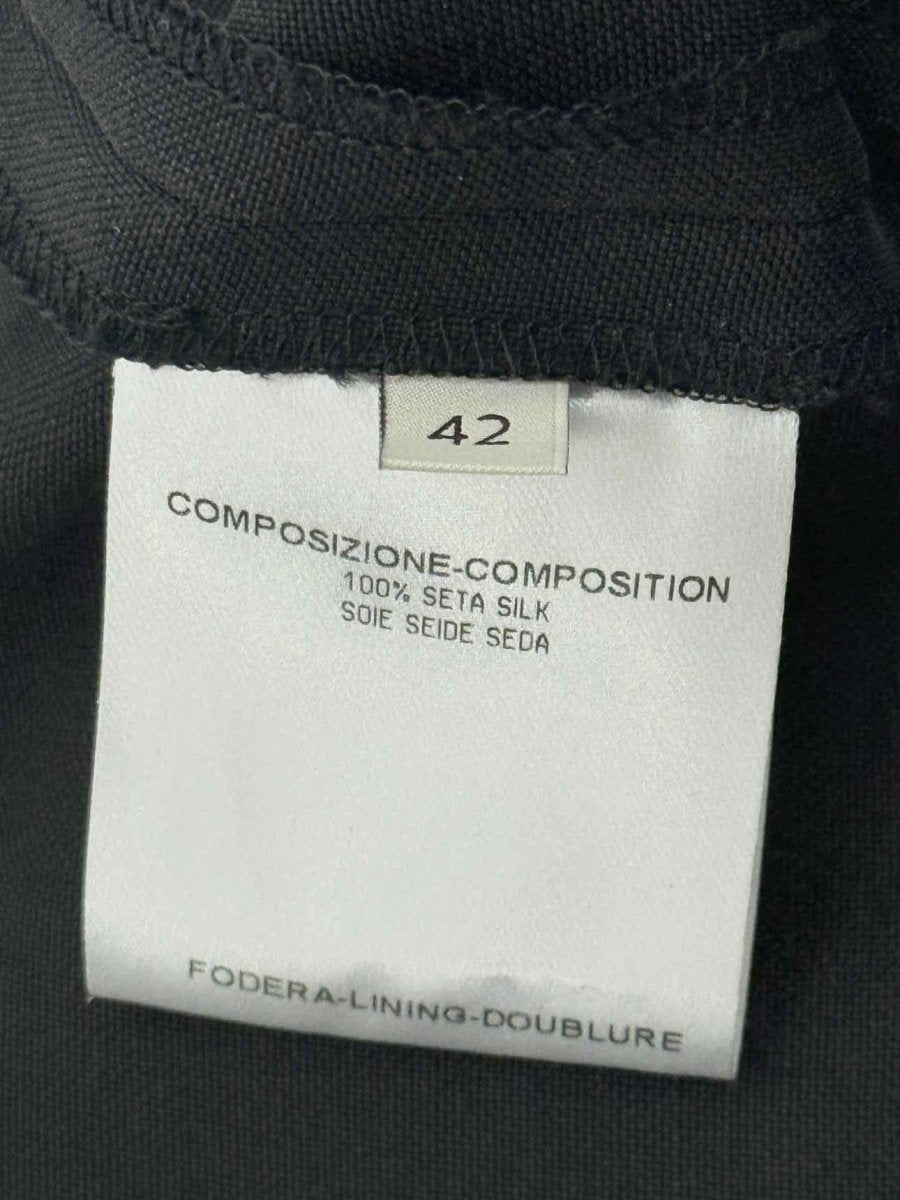 42
COMPOSIZIONE-COMPOSITION
100% SETA SILK
SOIE SEIDE SEDA
FODERA-LINING-DOUBLURE